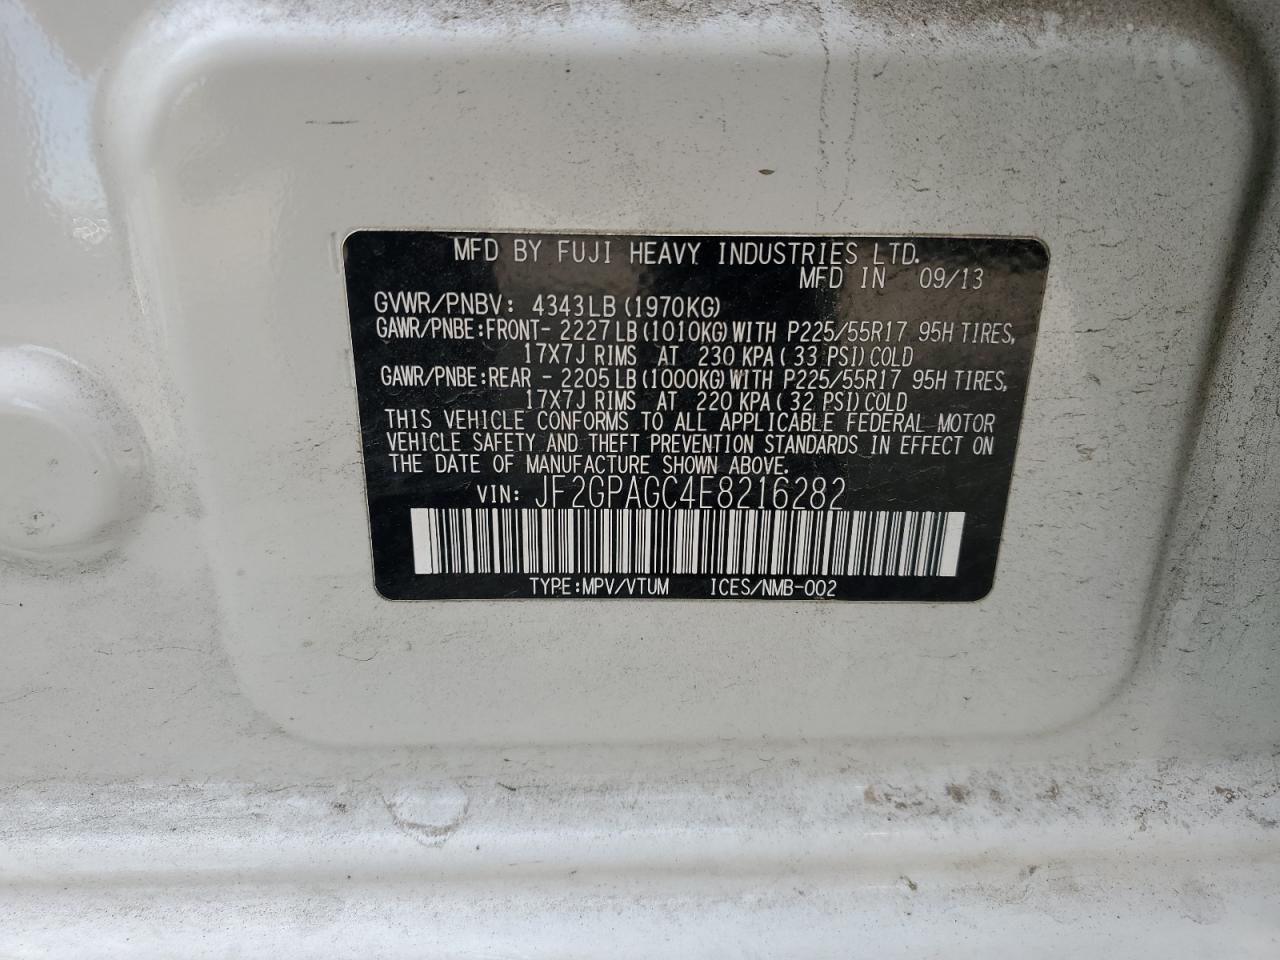 MFD BY FUJI HEAVY INDUSTRIES LTD.
MFD IN 09/13
GVWR/PNBV: 4343LB (1970KG)
GAWR/PNBE:FRONT- 2227LB(1010KG) WITH P225/55R17 95H TIRES,
17X7J RIMS AT 230 KPA(33 PSI)COLD
GAWR/PNBE:REAR - 2205LB(1000KG) WITH P225/55R17 95H TIRES,
17X7J RIMS AT 220 KPA(32 PSI)COLD
THIS VEHICLE CONFORMS TO ALL APPLICABLE FEDERAL MOTOR
VEHICLE SAFETY AND THEFT PREVENTION STANDARDS IN EFFECT ON
THE DATE OF MANUFACTURE SHOWN ABOVE.
VIN: JF2GPAGC4E8216282
TYPE:MPV/VTUM ICES/NMB-002